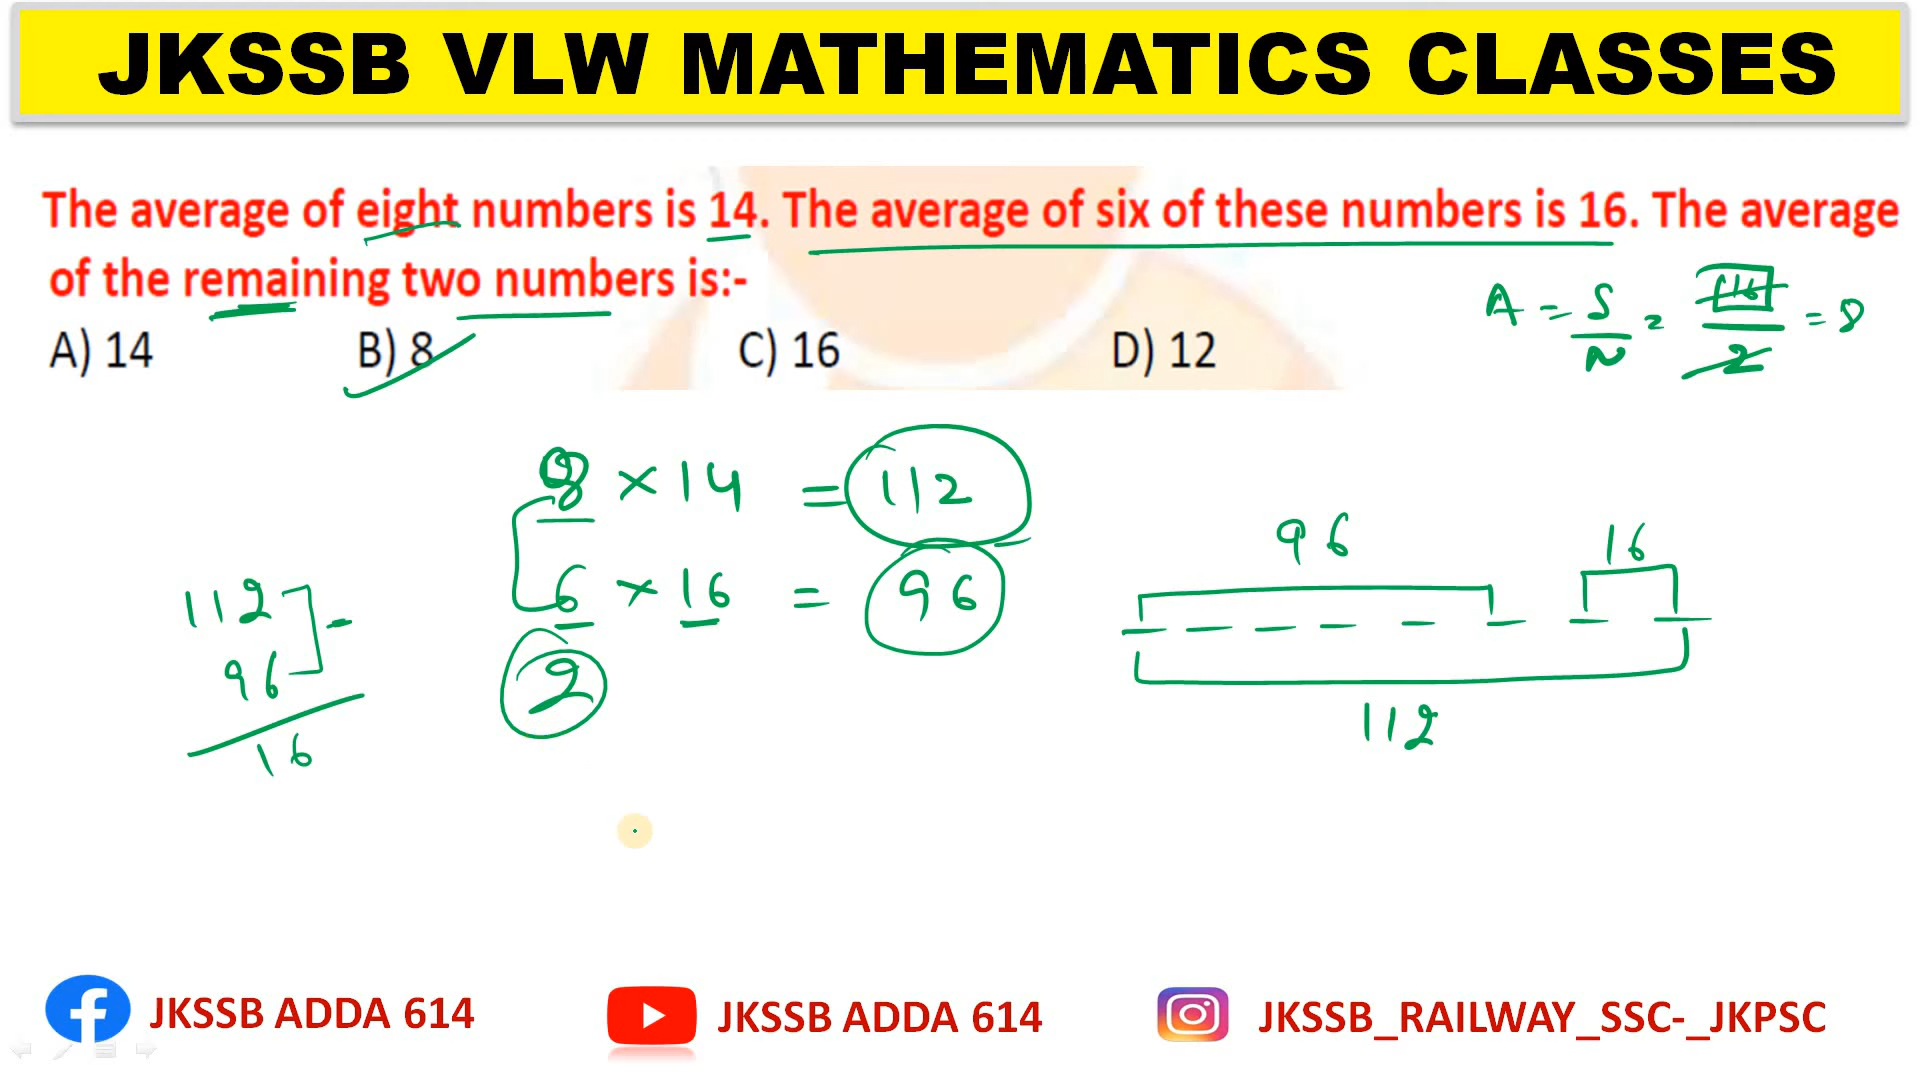 JKSSB VLW MATHEMATICS CLASSES
The average of eight numbers is 14. The average of six of these numbers is 16. The average
of the remaining two numbers is:-
A = S/N = 16/2 = 8
A) 14 B) 8 C) 16 D) 12
8 × 14 = 112
96 16
6 × 16 = 96
112
96 -
2
112
16
JKSSB ADDA 614 JKSSB ADDA 614 JKSSB_RAILWAY_SSC-_JKPSC